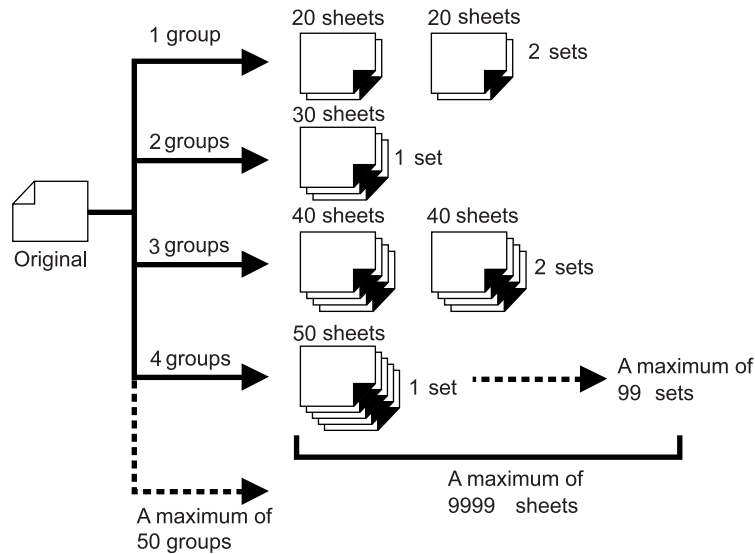 1 group
20 sheets
20 sheets
2 sets
2 groups
30 sheets
1 set
Original
3 groups
40 sheets
40 sheets
2 sets
4 groups
50 sheets
1 set
A maximum of
99 sets
A maximum of
9999 sheets
A maximum of
50 groups